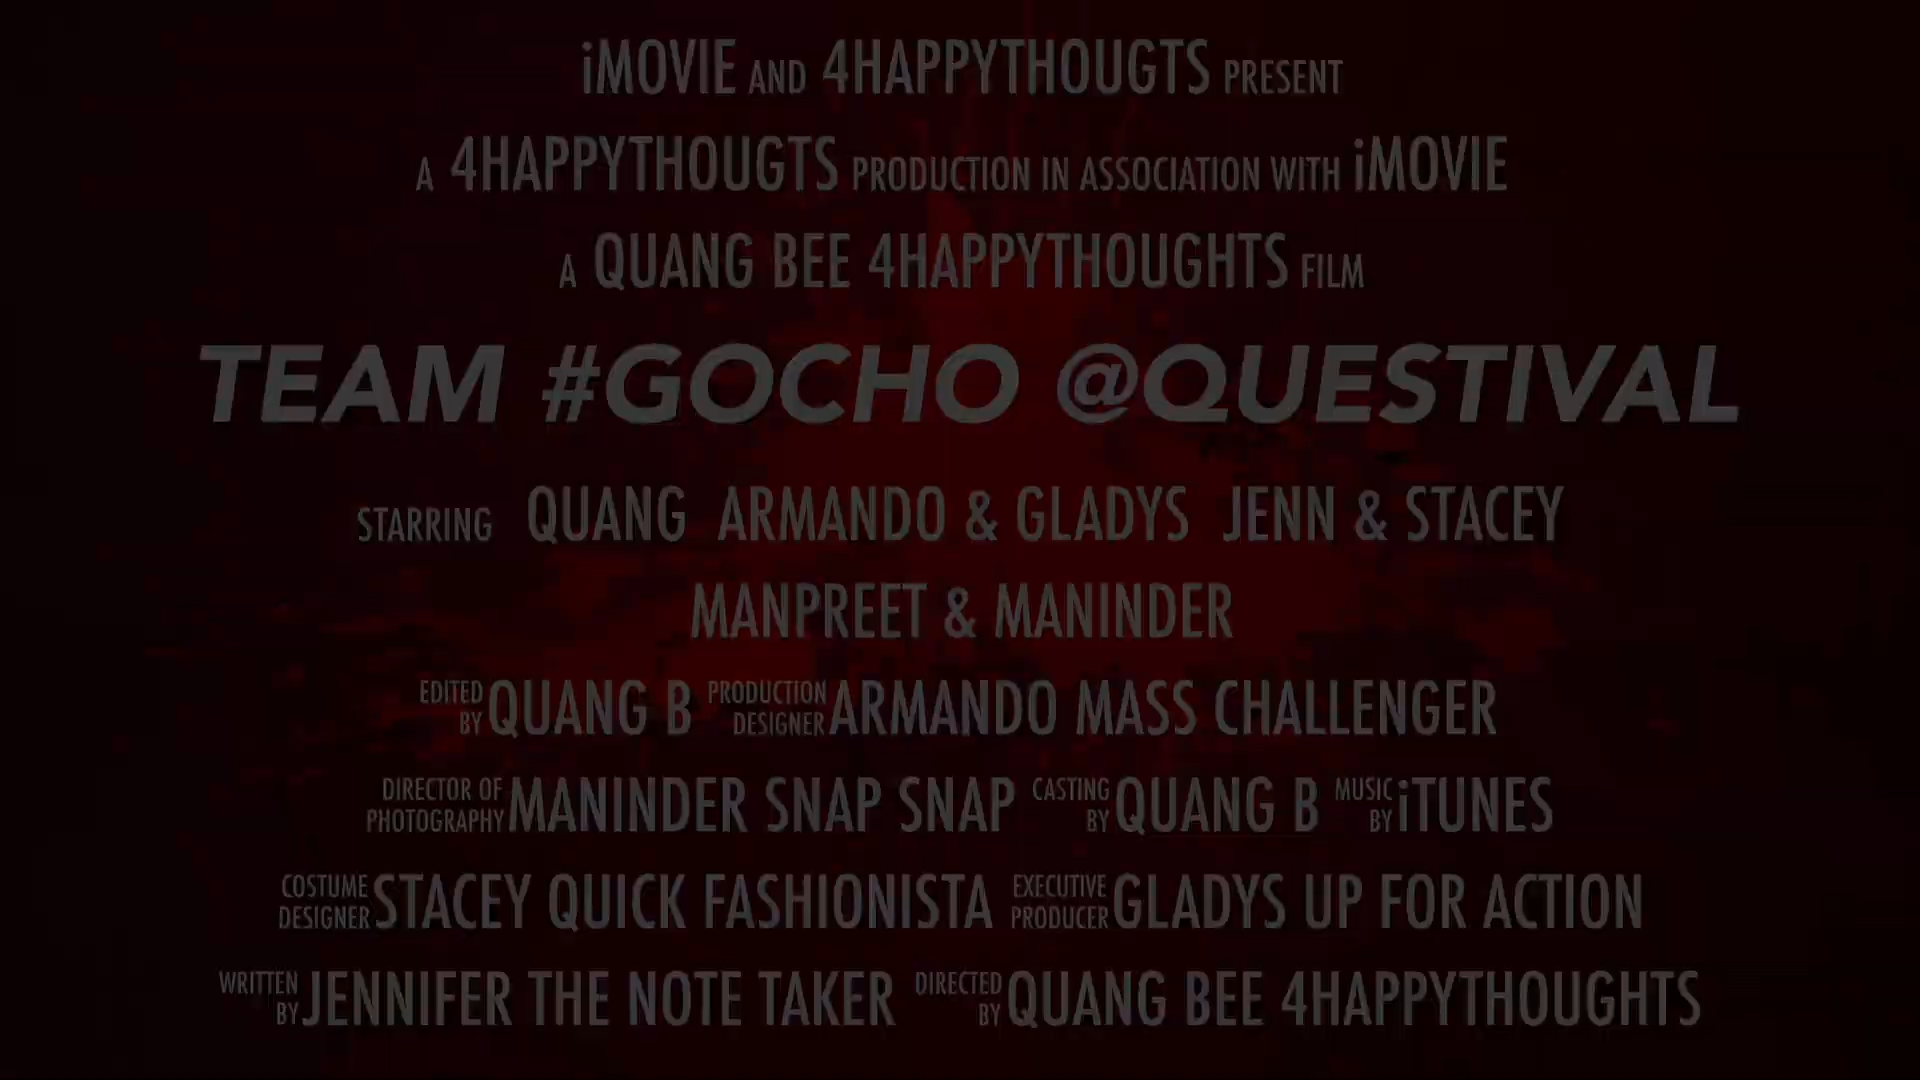 iMOVIE AND 4HAPPYTHOUGTS PRESENT
A 4HAPPYTHOUGTS PRODUCTION IN ASSOCIATION WITH iMOVIE
A QUANG BEE 4HAPPYTHOUGHTS FILM
TEAM #GOCHO @QUESTIVAL
STARRING QUANG ARMANDO & GLADYS JENN & STACEY
MANPREET & MANINDER
EDITED BY QUANG B PRODUCTION DESIGNER ARMANDO MASS CHALLENGER
DIRECTOR OF PHOTOGRAPHY MANINDER SNAP SNAP CASTING BY QUANG B MUSIC BY iTUNES
COSTUME DESIGNER STACEY QUICK FASHIONISTA EXECUTIVE PRODUCER GLADYS UP FOR ACTION
WRITTEN BY JENNIFER THE NOTE TAKER DIRECTED BY QUANG BEE 4HAPPYTHOUGHTS